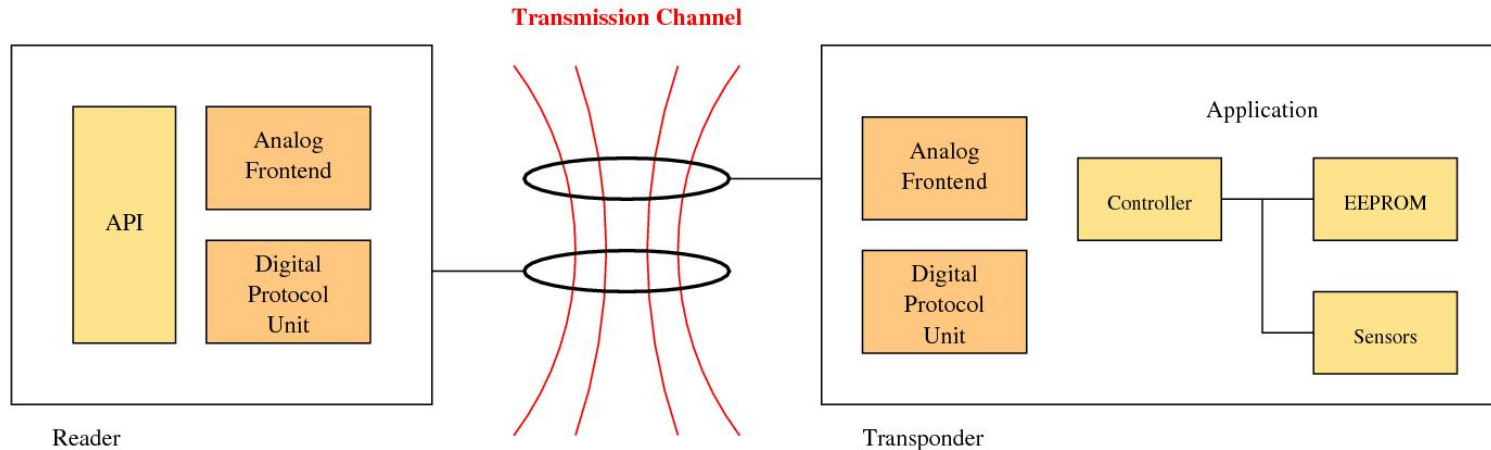 Transmission Channel
API
Analog
Frontend
Digital
Protocol
Unit
Reader
Analog
Frontend
Digital
Protocol
Unit
Application
Controller
EEPROM
Sensors
Transponder